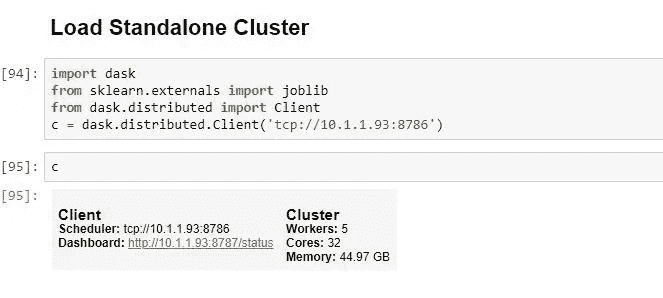 Load Standalone Cluster
[94]: import dask
from sklearn.externals import joblib
from dask.distributed import Client
c = dask.distributed.Client('tcp://10.1.1.93:8786')
[95]: c
[95]:
Client Cluster
Scheduler: tcp://10.1.1.93:8786 Workers: 5
Dashboard: http://10.1.1.93:8787/status Cores: 32
Memory: 44.97 GB